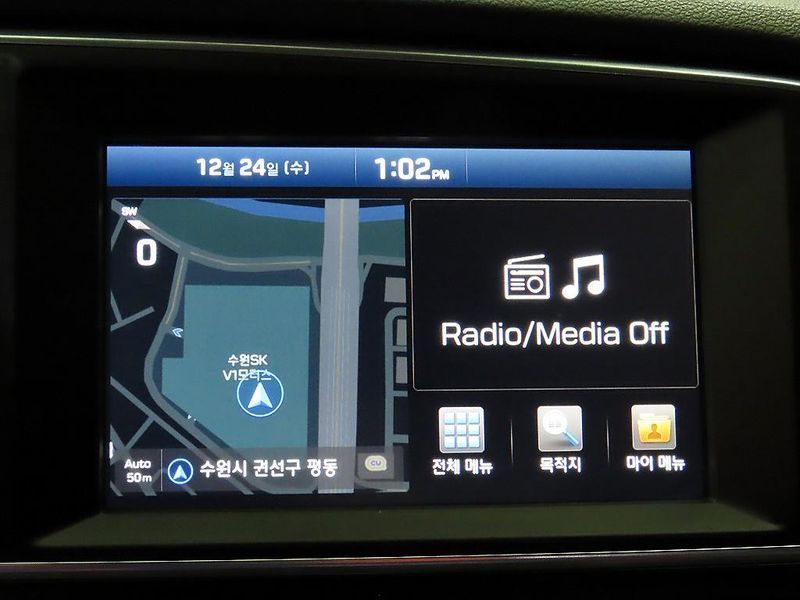 12월 24일 (수)
1:02PM
SW
0
수원SK
V1모터스
Auto
50m
수원시 권선구 평동
CU
Radio/Media Off
전체 메뉴
목적지
마이 메뉴